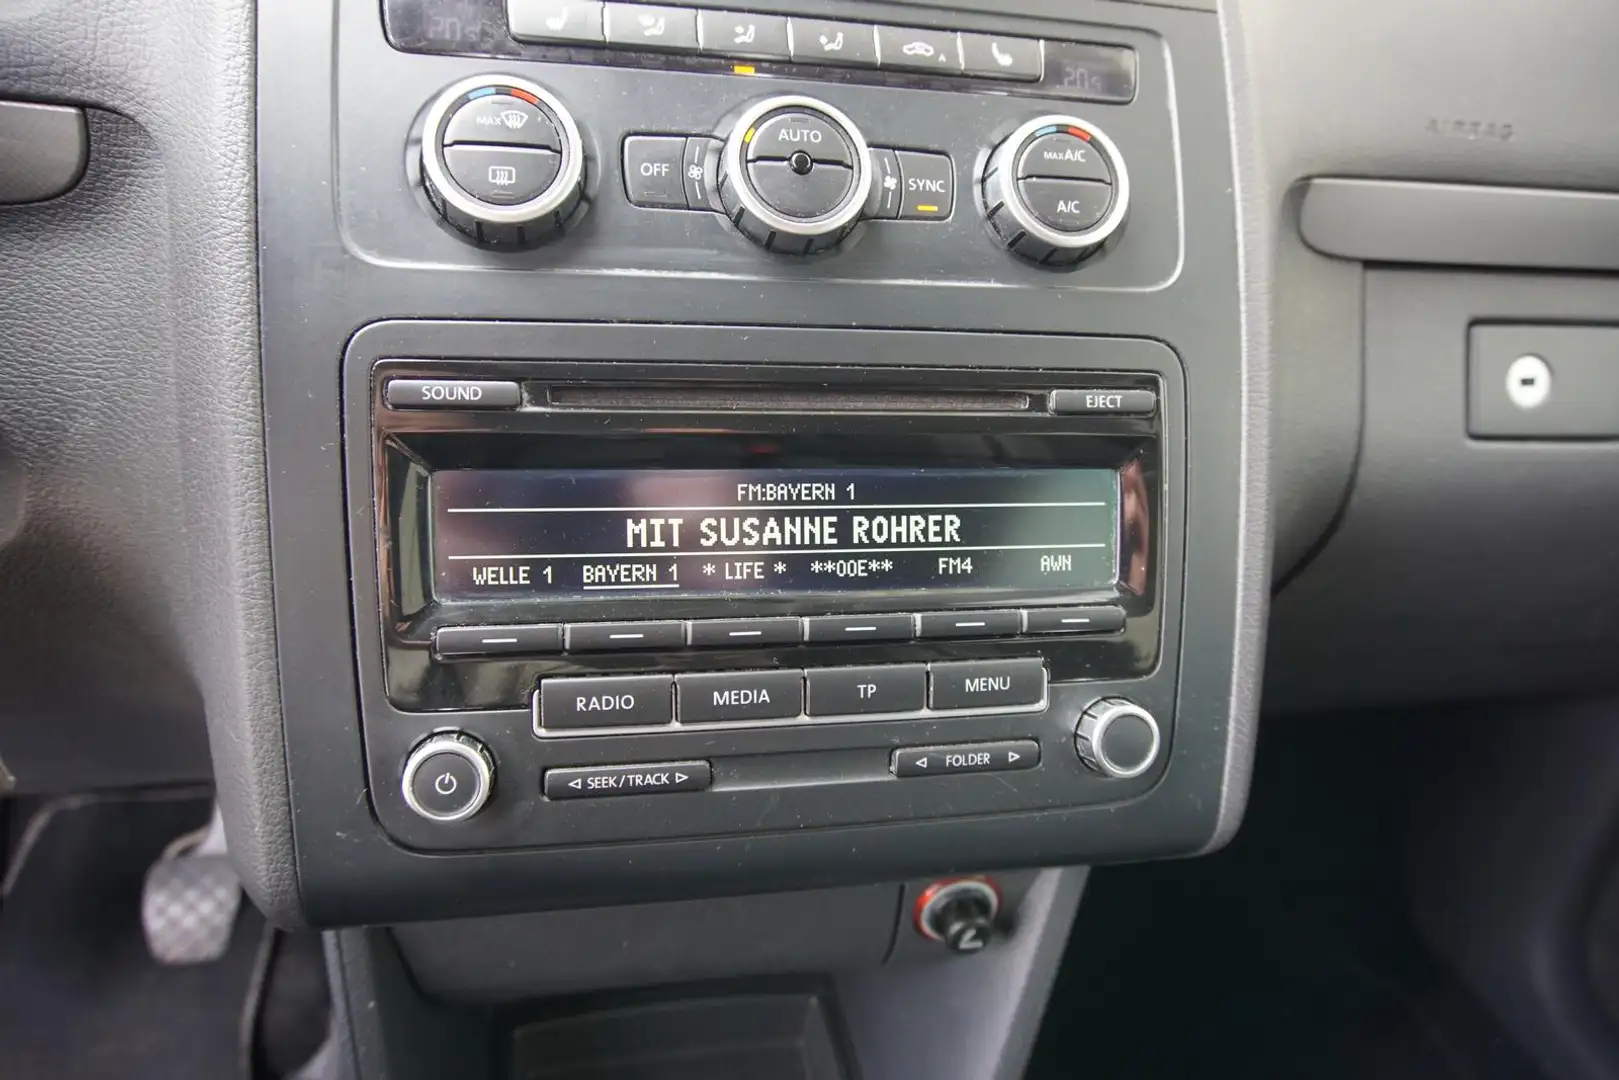 A
MAX
AUTO
OFF
SYNC
MAX A/C
A/C
AIRBAG
SOUND
EJECT
FM:BAYERN 1
MIT SUSANNE ROHRER
WELLE 1 BAYERN 1 * LIFE * **OOE** FM4 AWN
RADIO MEDIA TP MENU
SEEK/TRACK
FOLDER